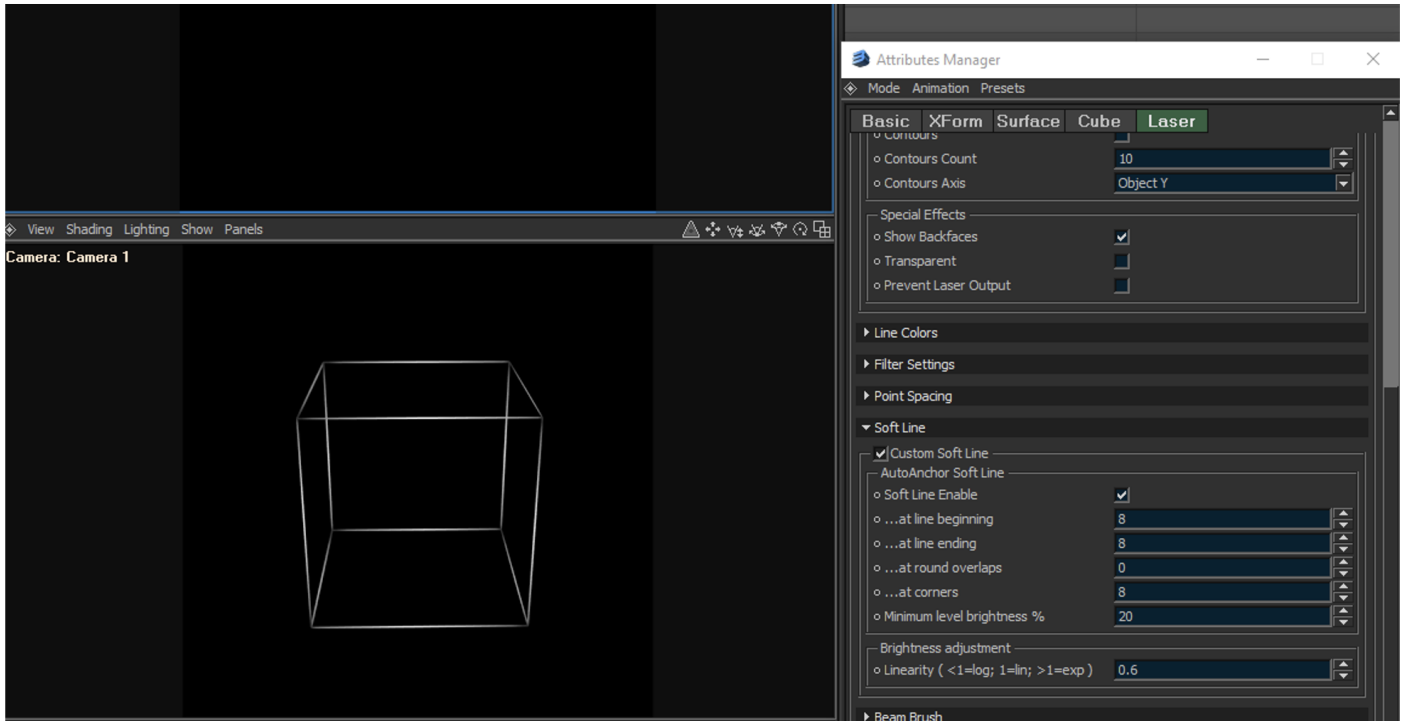 Attributes Manager
Mode Animation Presets
Basic XForm Surface Cube Laser
Contours
Contours Count 10
Contours Axis Object Y
Special Effects
Show Backfaces
Transparent
Prevent Laser Output
Line Colors
Filter Settings
Point Spacing
Soft Line
Custom Soft Line
AutoAnchor Soft Line
Soft Line Enable
...at line beginning 8
...at line ending 8
...at round overlaps 0
...at corners 8
Minimum level brightness % 20
Brightness adjustment
Linearity ( <1=log; 1=lin; >1=exp ) 0.6
Beam Brush
View Shading Lighting Show Panels
Camera: Camera 1